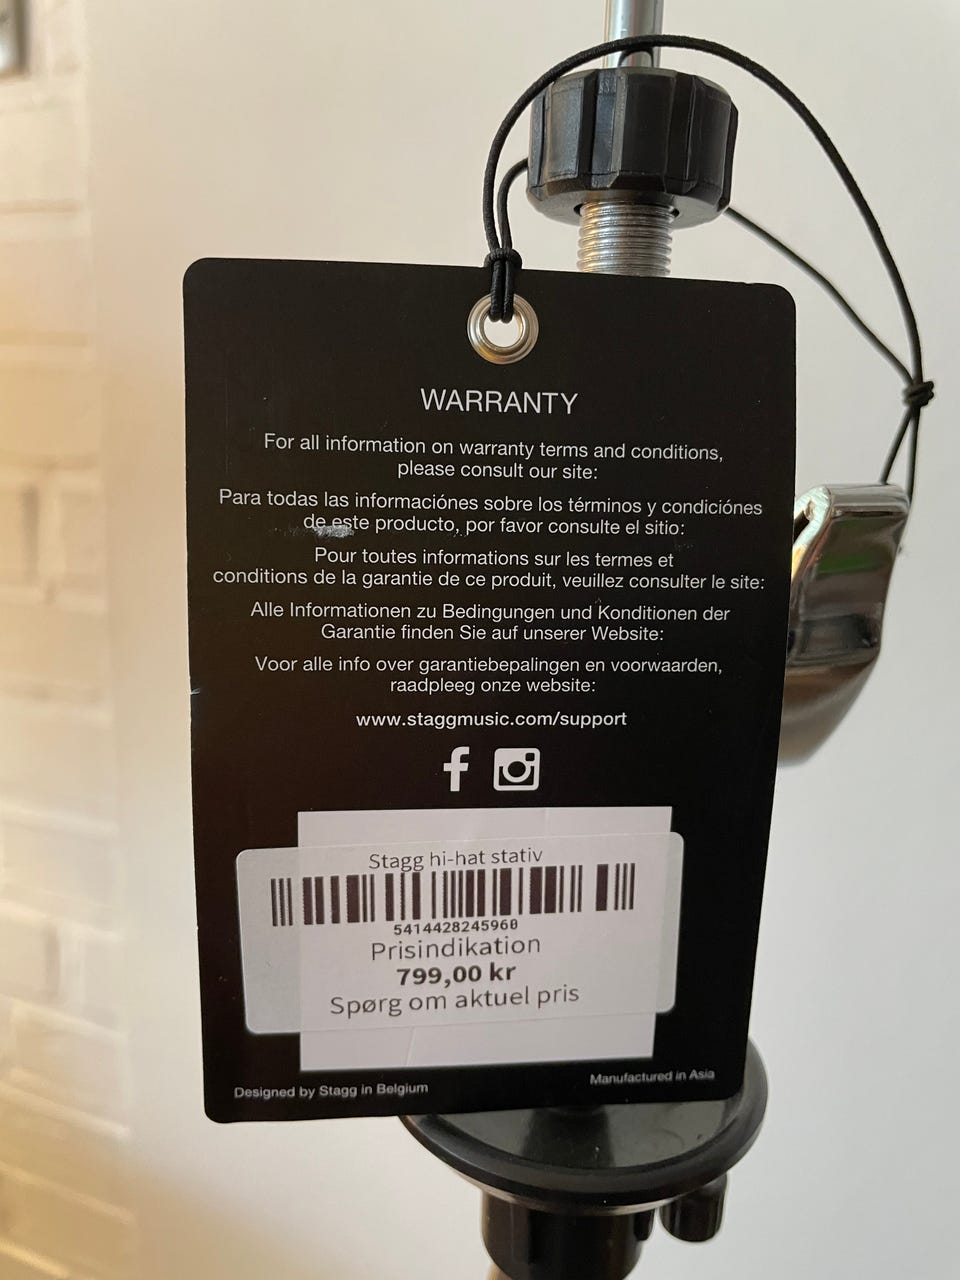 WARRANTY
For all information on warranty terms and conditions,
please consult our site:
Para todas las informaciónes sobre los términos y condiciónes
de este producto, por favor consulte el sitio:
Pour toutes informations sur les termes et
conditions de la garantie de ce produit, veuillez consulter le site:
Alle Informationen zu Bedingungen und Konditionen der
Garantie finden Sie auf unserer Website:
Voor alle info over garantiebepalingen en voorwaarden,
raadpleeg onze website:
www.staggmusic.com/support
Stagg hi-hat stativ
5414428245960
Prisindikation
799,00 kr
Spørg om aktuel pris
Designed by Stagg in Belgium
Manufactured in Asia